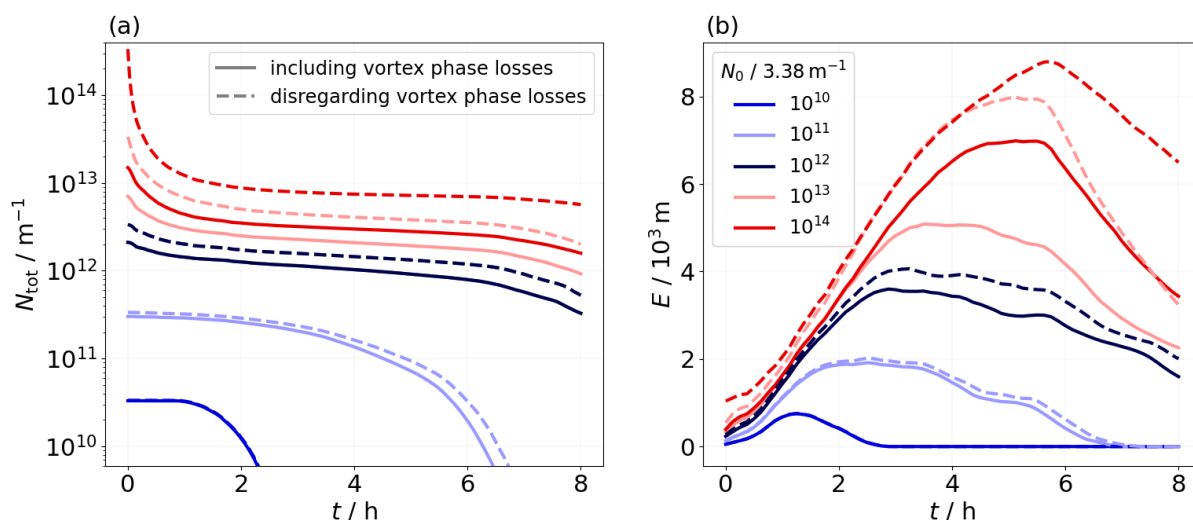 (a)
including vortex phase losses
disregarding vortex phase losses
10¹⁴
10¹³
10¹²
10¹¹
10¹⁰
N_tot / m⁻¹
0
2
4
6
8
t / h
(b)
N₀ / 3.38 m⁻¹
10¹⁰
10¹¹
10¹²
10¹³
10¹⁴
8
6
4
2
0
E / 10³ m
0
2
4
6
8
t / h